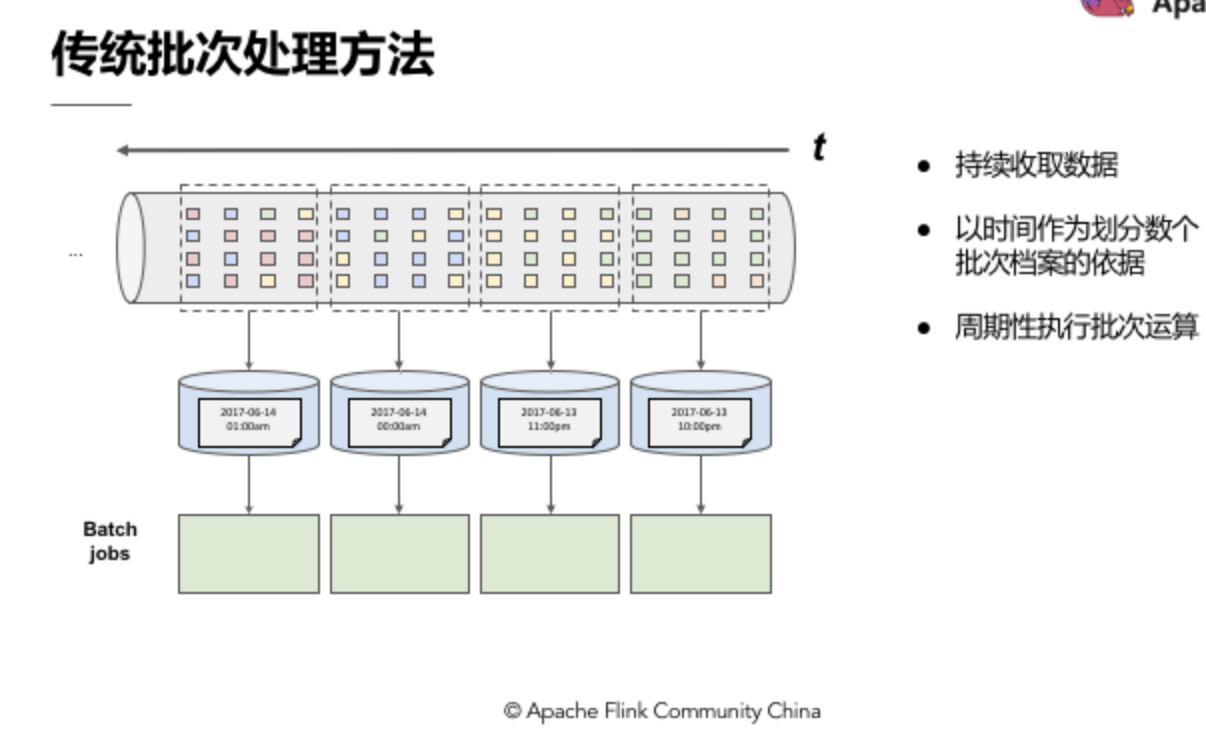 Apa
传统批次处理方法
t
● 持续收取数据
● 以时间作为划分数个
批次档案的依据
● 周期性执行批次运算
...
2017-06-14
01:00am
2017-06-14
00:00am
2017-06-13
11:00pm
2017-06-13
10:00pm
Batch
jobs
© Apache Flink Community China